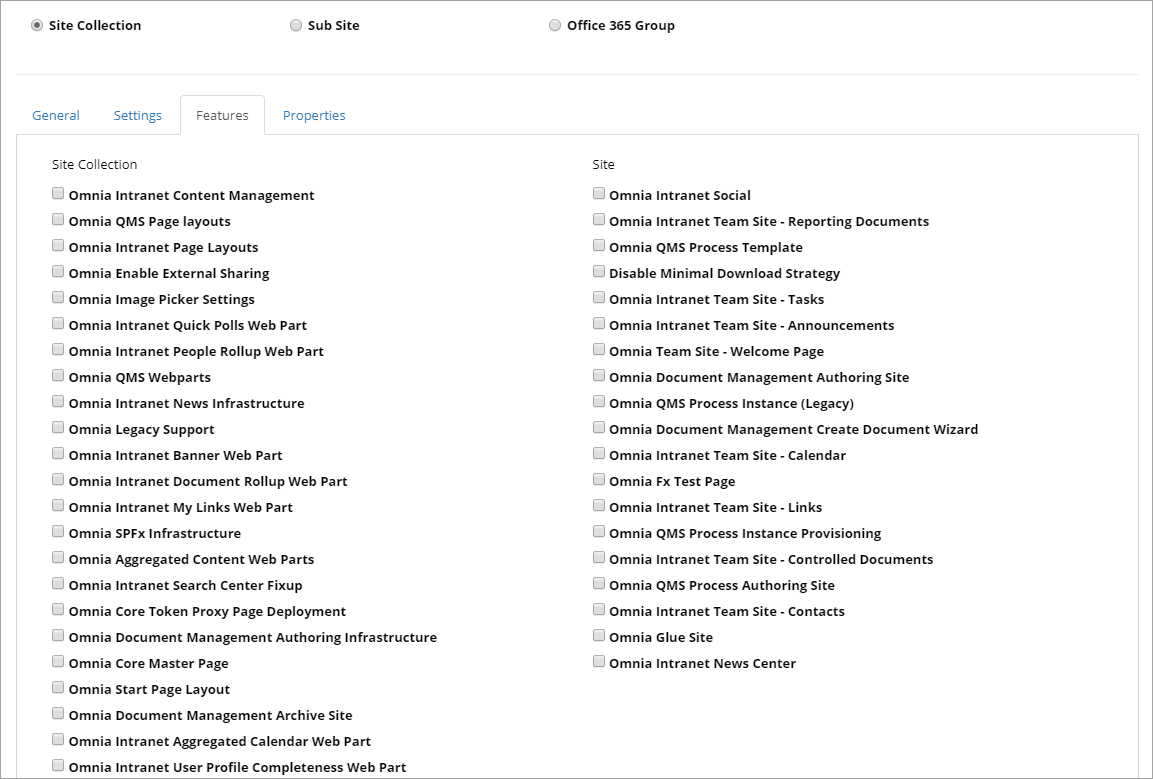 Site Collection
Sub Site
Office 365 Group
General
Settings
Features
Properties
Site Collection
Omnia Intranet Content Management
Omnia QMS Page layouts
Omnia Intranet Page Layouts
Omnia Enable External Sharing
Omnia Image Picker Settings
Omnia Intranet Quick Polls Web Part
Omnia Intranet People Rollup Web Part
Omnia QMS Webparts
Omnia Intranet News Infrastructure
Omnia Legacy Support
Omnia Intranet Banner Web Part
Omnia Intranet Document Rollup Web Part
Omnia Intranet My Links Web Part
Omnia SPFx Infrastructure
Omnia Aggregated Content Web Parts
Omnia Intranet Search Center Fixup
Omnia Core Token Proxy Page Deployment
Omnia Document Management Authoring Infrastructure
Omnia Core Master Page
Omnia Start Page Layout
Omnia Document Management Archive Site
Omnia Intranet Aggregated Calendar Web Part
Omnia Intranet User Profile Completeness Web Part
Site
Omnia Intranet Social
Omnia Intranet Team Site - Reporting Documents
Omnia QMS Process Template
Disable Minimal Download Strategy
Omnia Intranet Team Site - Tasks
Omnia Intranet Team Site - Announcements
Omnia Team Site - Welcome Page
Omnia Document Management Authoring Site
Omnia QMS Process Instance (Legacy)
Omnia Document Management Create Document Wizard
Omnia Intranet Team Site - Calendar
Omnia Fx Test Page
Omnia Intranet Team Site - Links
Omnia QMS Process Instance Provisioning
Omnia Intranet Team Site - Controlled Documents
Omnia QMS Process Authoring Site
Omnia Intranet Team Site - Contacts
Omnia Glue Site
Omnia Intranet News Center